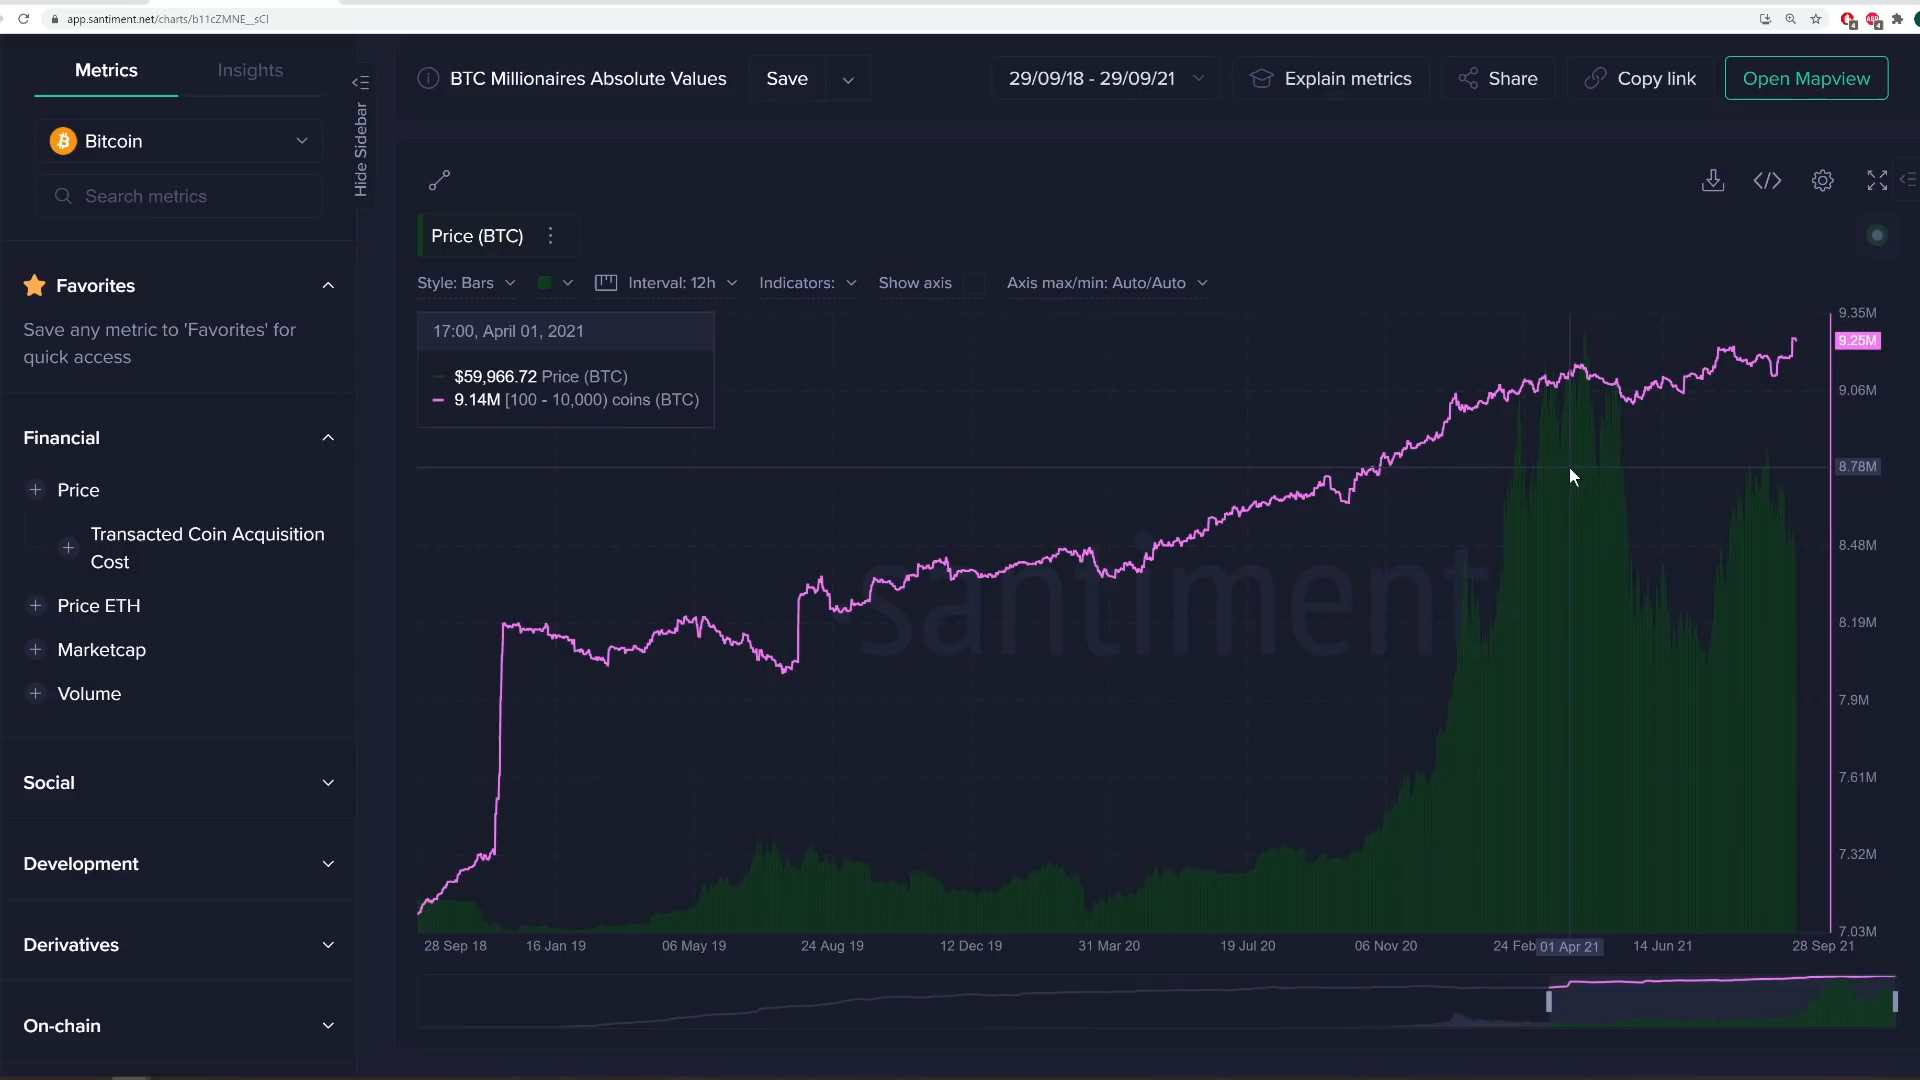 app.santiment.net/charts/b11cZMNE__sCl
Metrics
Insights
Hide Sidebar
Bitcoin
Search metrics
Favorites
Save any metric to 'Favorites' for
quick access
Financial
Price
Transacted Coin Acquisition
Cost
Price ETH
Marketcap
Volume
Social
Development
Derivatives
On-chain
BTC Millionaires Absolute Values
Save
29/09/18 - 29/09/21
Explain metrics
Share
Copy link
Open Mapview
Price (BTC)
Style: Bars
Interval: 12h
Indicators:
Show axis
Axis max/min: Auto/Auto
17:00, April 01, 2021
$59,966.72 Price (BTC)
9.14M [100 - 10,000) coins (BTC)
santiment
9.35M
9.25M
9.06M
8.78M
8.48M
8.19M
7.9M
7.61M
7.32M
7.03M
28 Sep 18
16 Jan 19
06 May 19
24 Aug 19
12 Dec 19
31 Mar 20
19 Jul 20
06 Nov 20
24 Feb
01 Apr 21
14 Jun 21
28 Sep 21